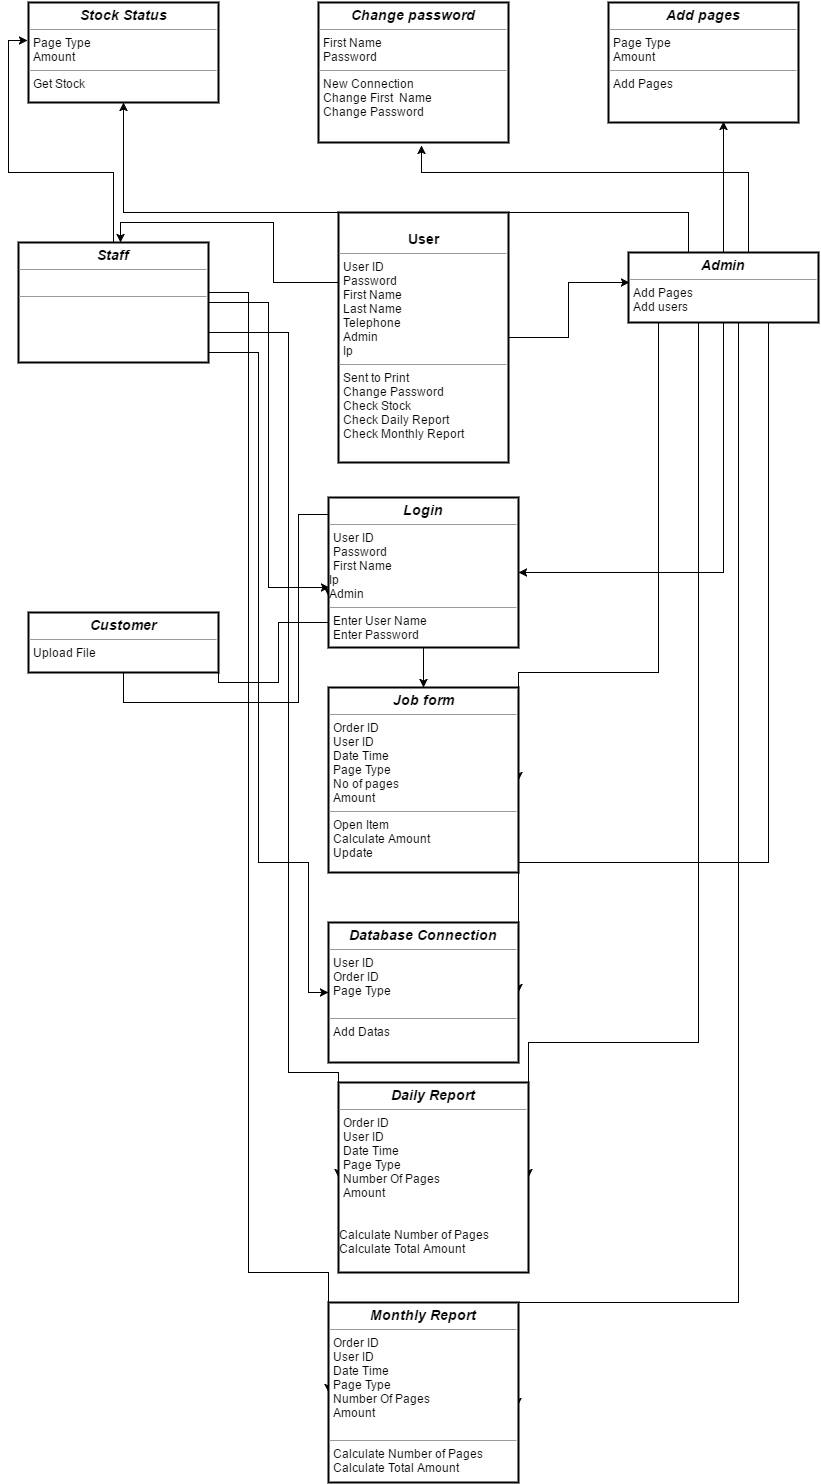 Stock Status
Page Type
Amount
Get Stock
Change password
First Name
Password
New Connection
Change First Name
Change Password
Add pages
Page Type
Amount
Add Pages
Staff
User
User ID
Password
First Name
Last Name
Telephone
Admin
Ip
Sent to Print
Change Password
Check Stock
Check Daily Report
Check Monthly Report
Admin
Add Pages
Add users
Login
User ID
Password
First Name
Ip
Admin
Enter User Name
Enter Password
Customer
Upload File
Job form
Order ID
User ID
Date Time
Page Type
No of pages
Amount
Open Item
Calculate Amount
Update
Database Connection
User ID
Order ID
Page Type
Add Datas
Daily Report
Order ID
User ID
Date Time
Page Type
Number Of Pages
Amount
Calculate Number of Pages
Calculate Total Amount
Monthly Report
Order ID
User ID
Date Time
Page Type
Number Of Pages
Amount
Calculate Number of Pages
Calculate Total Amount